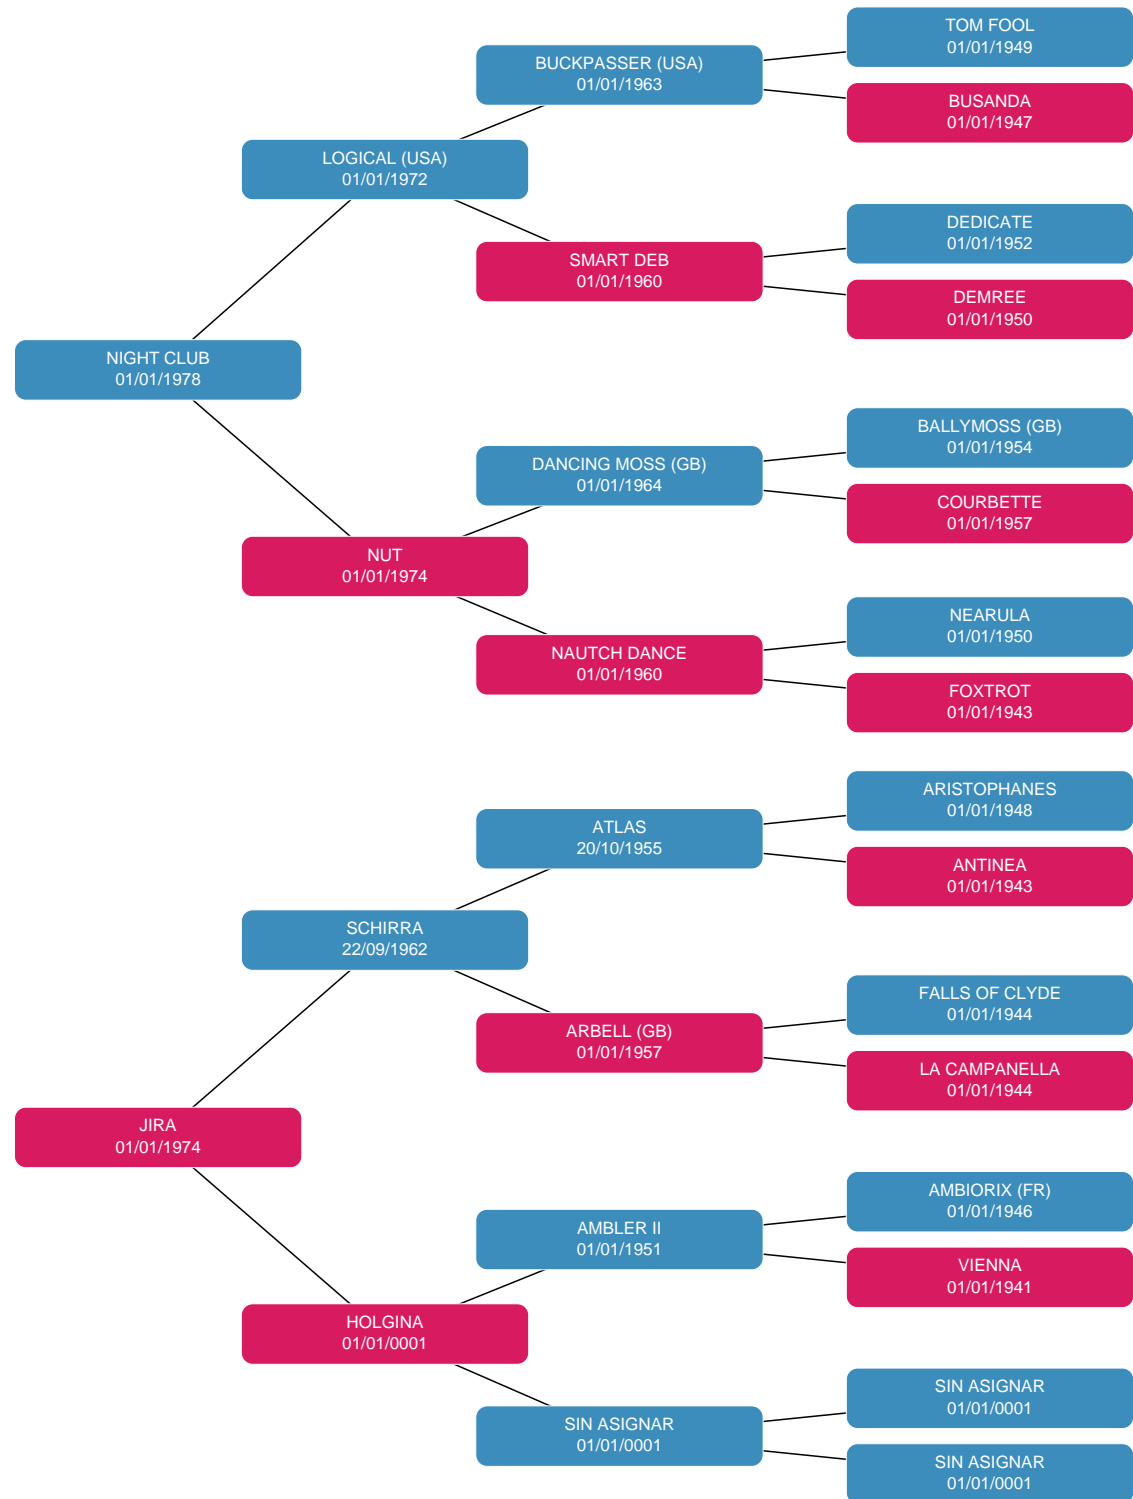 TOM FOOL
01/01/1949
BUCKPASSER (USA)
01/01/1963
BUSANDA
01/01/1947
LOGICAL (USA)
01/01/1972
DEDICATE
01/01/1952
SMART DEB
01/01/1960
DEMREE
01/01/1950
NIGHT CLUB
01/01/1978
BALLYMOSS (GB)
01/01/1954
DANCING MOSS (GB)
01/01/1964
COURBETTE
01/01/1957
NUT
01/01/1974
NEARULA
01/01/1950
NAUTCH DANCE
01/01/1960
FOXTROT
01/01/1943
ARISTOPHANES
01/01/1948
ATLAS
20/10/1955
ANTINEA
01/01/1943
SCHIRRA
22/09/1962
FALLS OF CLYDE
01/01/1944
ARBELL (GB)
01/01/1957
LA CAMPANELLA
01/01/1944
JIRA
01/01/1974
AMBIORIX (FR)
01/01/1946
AMBLER II
01/01/1951
VIENNA
01/01/1941
HOLGINA
01/01/0001
SIN ASIGNAR
01/01/0001
SIN ASIGNAR
01/01/0001
SIN ASIGNAR
01/01/0001